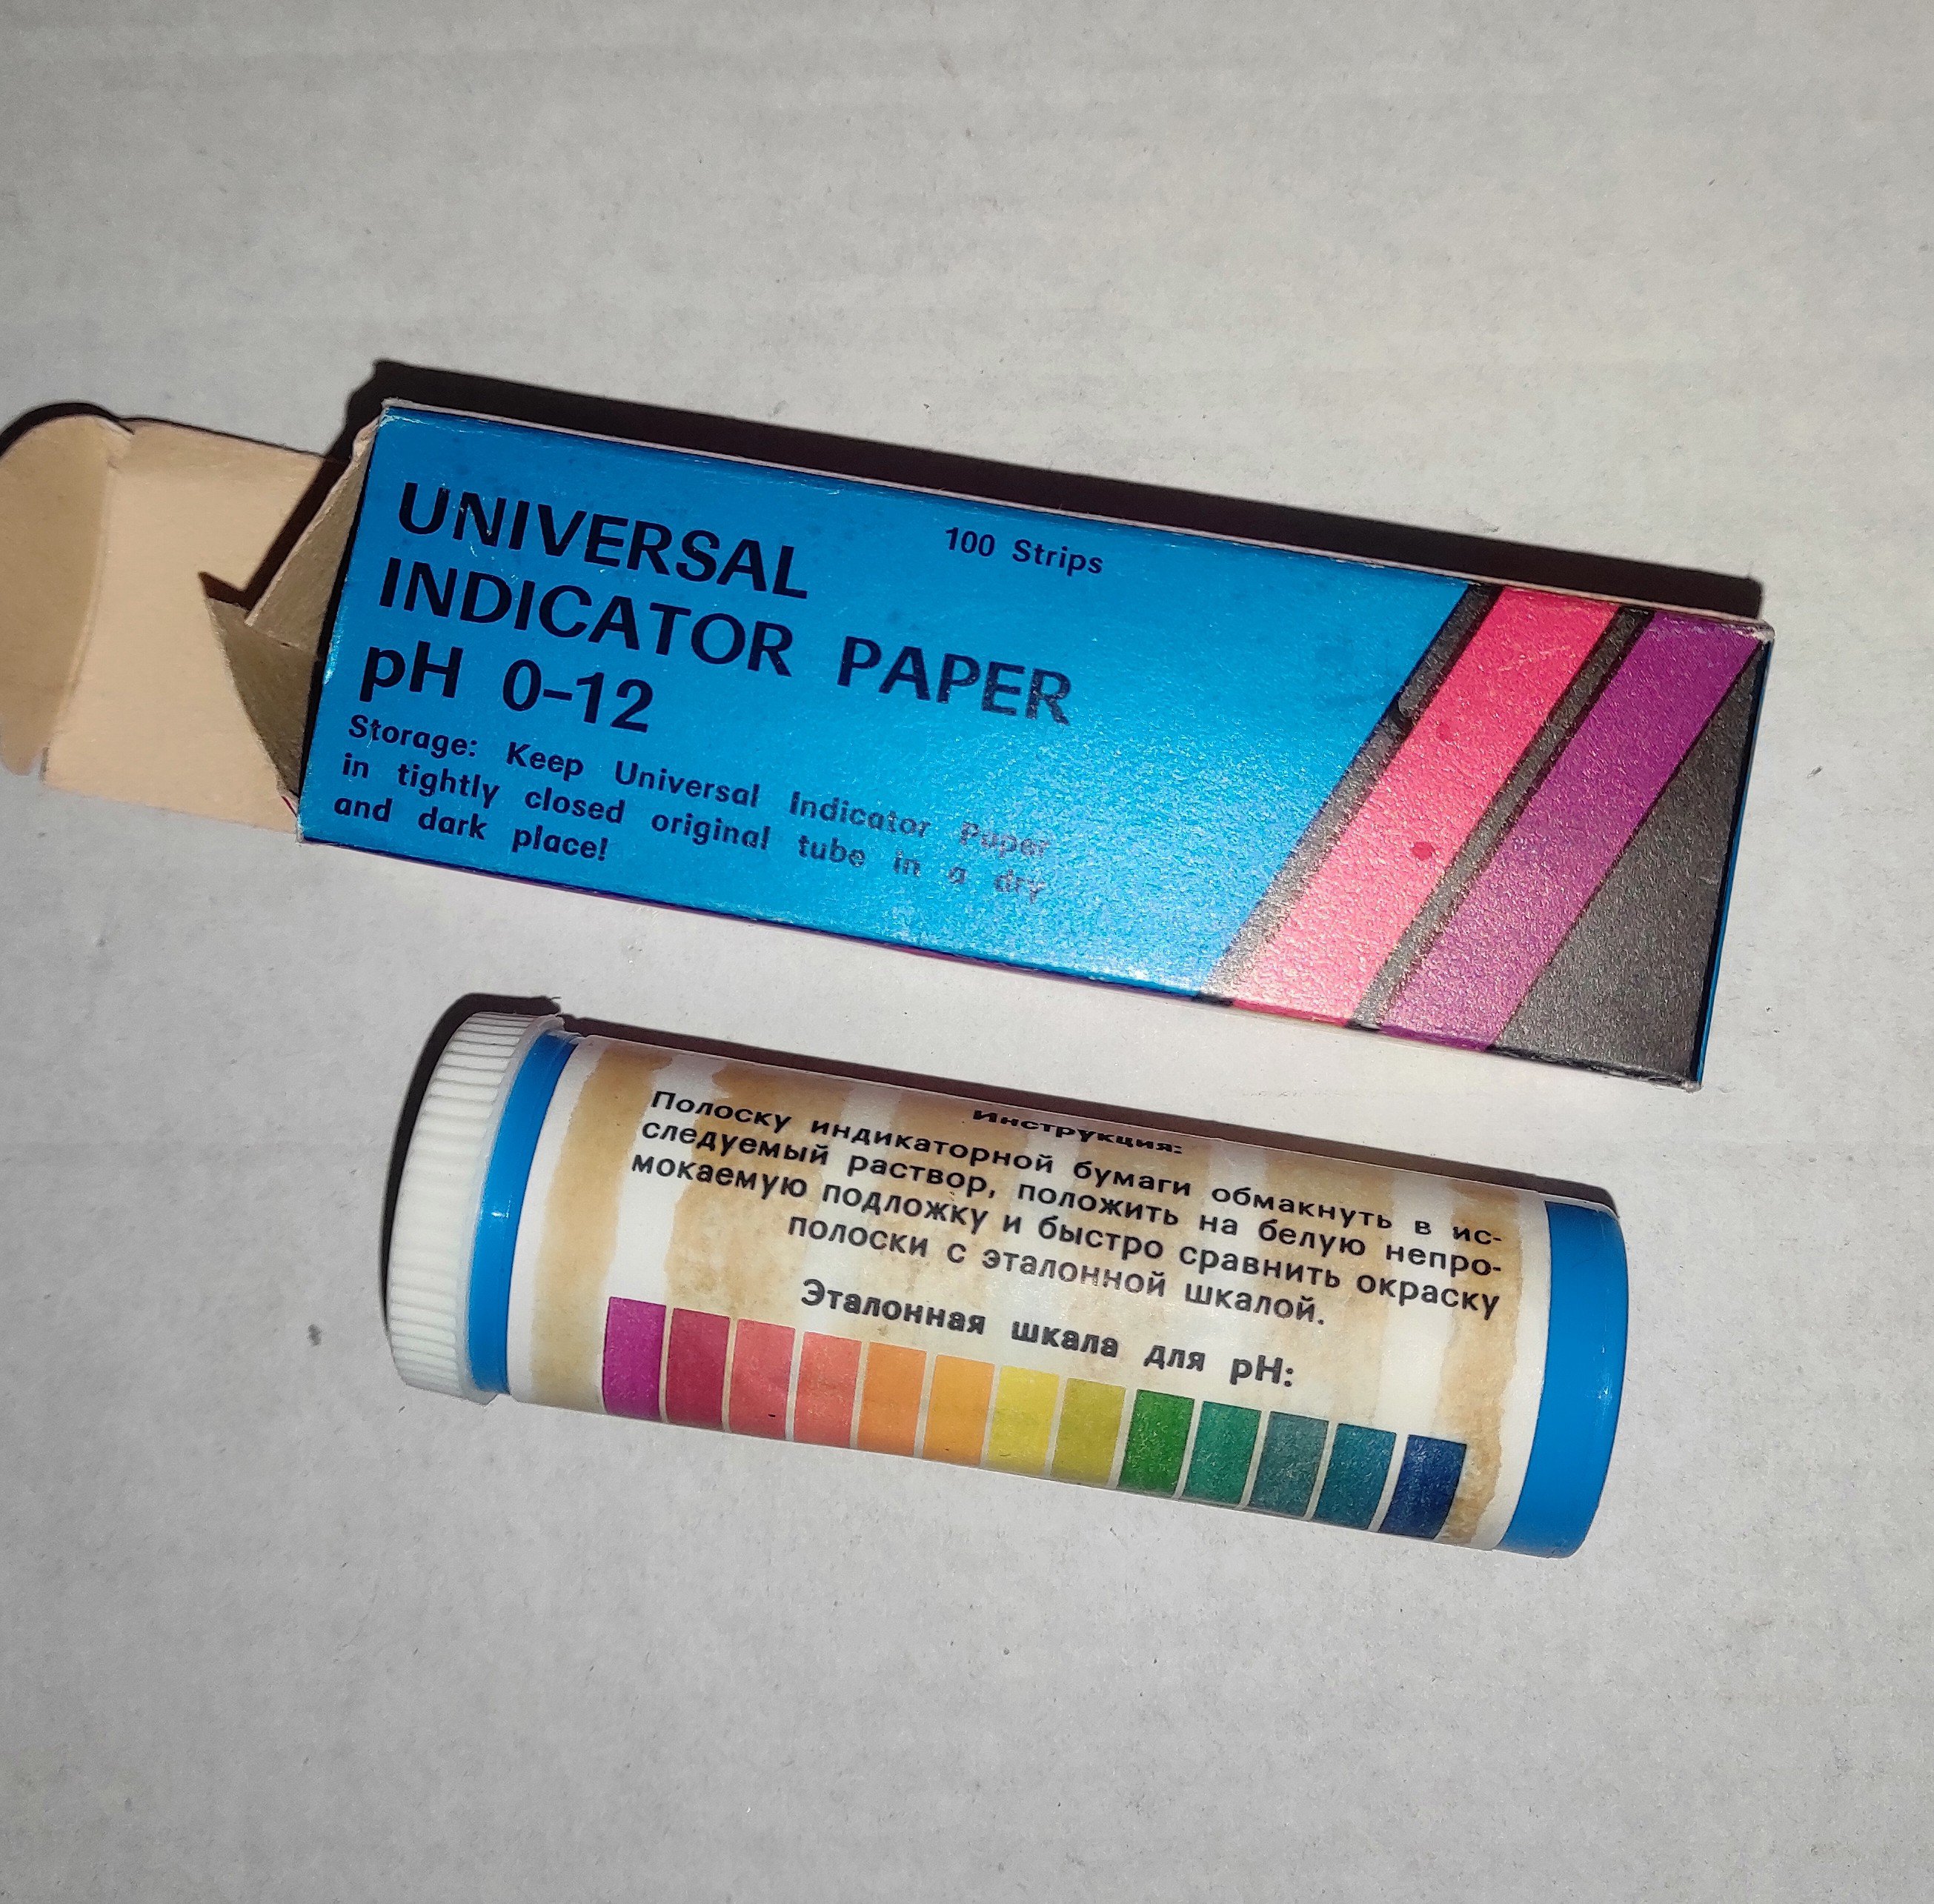 UNIVERSAL
INDICATOR PAPER
pH 0-12
100 Strips
Storage: Keep Universal Indicator Paper
in tightly closed original tube in a dry
and dark place!
Инструкция:
Полоску индикаторной бумаги обмакнуть в ис-
следуемый раствор, положить на белую непро-
мокаемую подложку и быстро сравнить окраску
полоски с эталонной шкалой.
Эталонная шкала для pH: